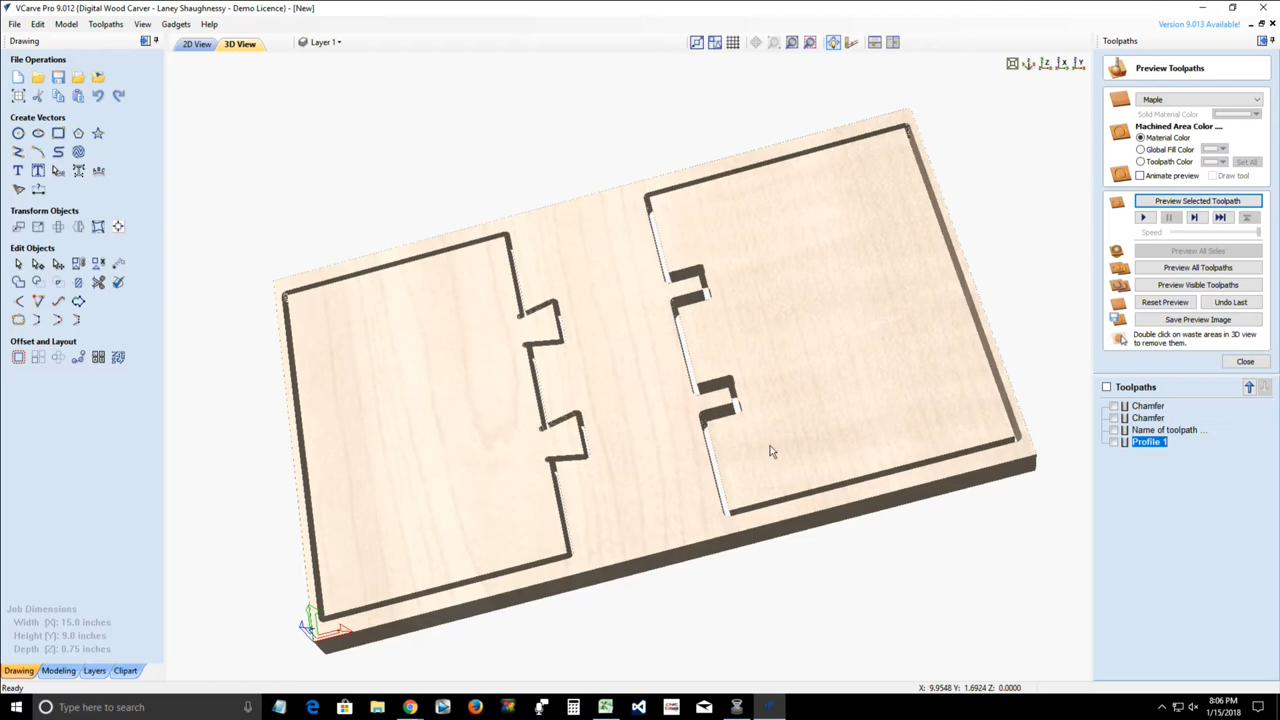 VCarve Pro 9.012 {Digital Wood Carver - Laney Shaughnessy - Demo Licence} - [New]
File Edit Model Toolpaths View Gadgets Help
Version 9.013 Available!
Drawing
2D View 3D View Layer 1
Toolpaths
File Operations
Create Vectors
Transform Objects
Edit Objects
Offset and Layout
Job Dimensions
Width (X): 15.0 inches
Height (Y): 9.0 inches
Depth (Z): 0.75 inches
Drawing Modeling Layers Clipart
Ready
Preview Toolpaths
Maple
Solid Material Color
Machined Area Color ....
Material Color
Global Fill Color
Toolpath Color Set All
Animate preview Draw tool
Preview Selected Toolpath
Speed
Preview All Sides
Preview All Toolpaths
Preview Visible Toolpaths
Reset Preview Undo Last
Save Preview Image
Double click on waste areas in 3D view
to remove them.
Close
Toolpaths
Chamfer
Chamfer
Name of toolpath ...
Profile 1
X: 9.9548 Y: 1.6924 Z: 0.0000
Type here to search
8:06 PM
1/15/2018